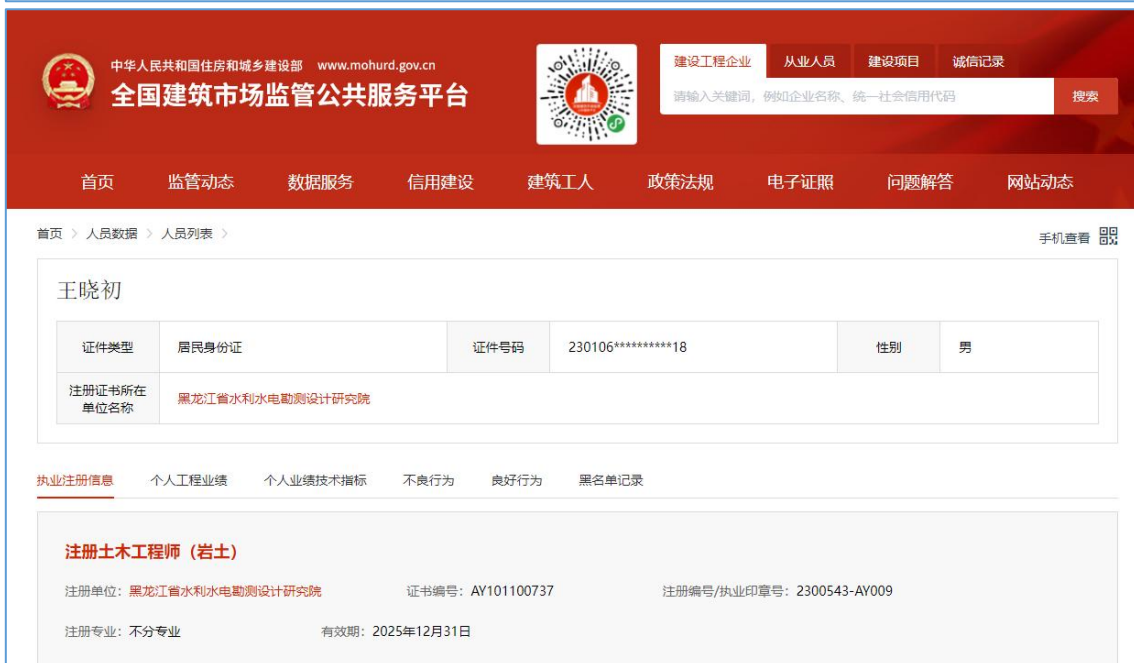 中华人民共和国住房和城乡建设部 www.mohurd.gov.cn
全国建筑市场监管公共服务平台
建设工程企业 从业人员 建设项目 诚信记录
请输入关键词，例如企业名称、统一社会信用代码 搜索
首页 监管动态 数据服务 信用建设 建筑工人 政策法规 电子证照 问题解答 网站动态
首页 > 人员数据 > 人员列表 >
手机查看
王晓初
证件类型 居民身份证 证件号码 230106**********18 性别 男
注册证书所在
单位名称
黑龙江省水利水电勘测设计研究院
执业注册信息 个人工程业绩 个人业绩技术指标 不良行为 良好行为 黑名单记录
注册土木工程师（岩土）
注册单位：黑龙江省水利水电勘测设计研究院 证书编号：AY101100737 注册编号/执业印章号：2300543-AY009
注册专业：不分专业 有效期：2025年12月31日